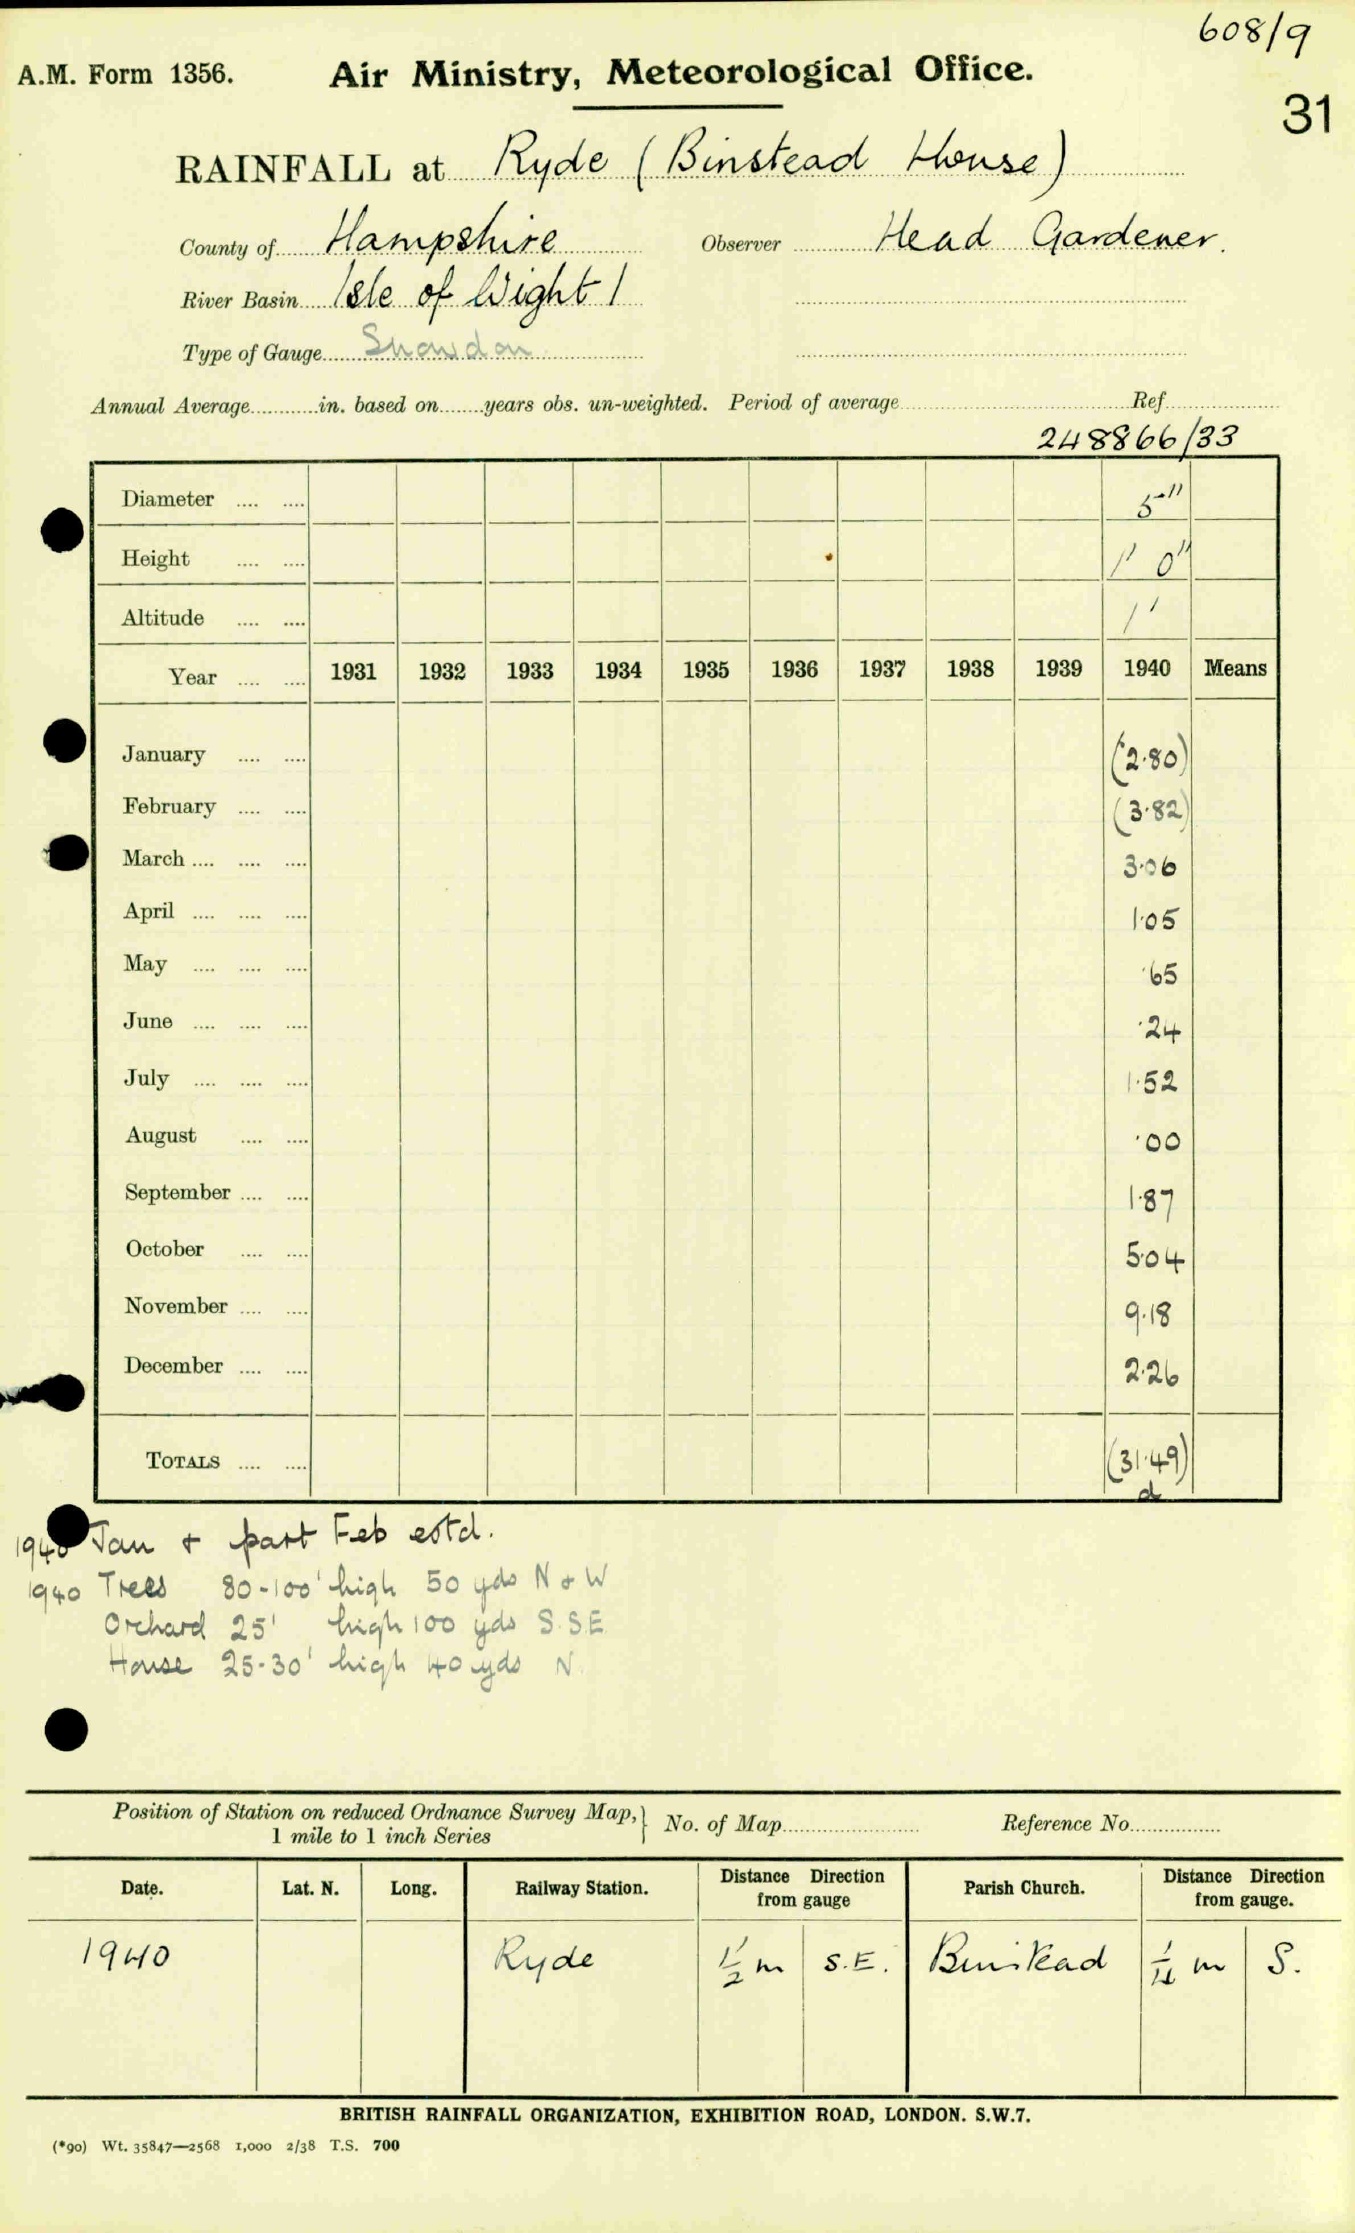 608/9
A.M. Form 1356. Air Ministry, Meteorological Office.
31
RAINFALL at Ryde (Binstead House)
County of Hampshire Observer Head Gardener.
River Basin Isle of Wight 1
Type of Gauge Snowdon
Annual Average............in. based on........years obs. un-weighted. Period of average.................... Ref....................
248866/33
Diameter .... .... 5"
Height .... .... 1' 0"
Altitude .... .... 1'
Year .... .... 1931 1932 1933 1934 1935 1936 1937 1938 1939 1940 Means
January .... .... (2.80)
February .... .... (3.82)
March .... .... .... 3.06
April .... .... .... 1.05
May .... .... .... .65
June .... .... .... .24
July .... .... .... 1.52
August .... .... .00
September .... .... 1.87
October .... .... 5.04
November .... .... 9.18
December .... .... 2.26
TOTALS .... .... (31.49)
d
1940 Jan + part Feb estd.
1940 Trees 80-100' high 50 yds N & W
Orchard 25' high 100 yds S.S.E
House 25-30' high 40 yds N.
Position of Station on reduced Ordnance Survey Map, 1 mile to 1 inch Series } No. of Map.................... Reference No................
Date. Lat. N. Long. Railway Station. Distance Direction from gauge Parish Church. Distance Direction from gauge.
1940 Ryde 1½ m S.E. Binstead ¼ m S.
BRITISH RAINFALL ORGANIZATION, EXHIBITION ROAD, LONDON. S.W.7.
(*90) Wt. 35847—2568 1,000 2/38 T.S. 700